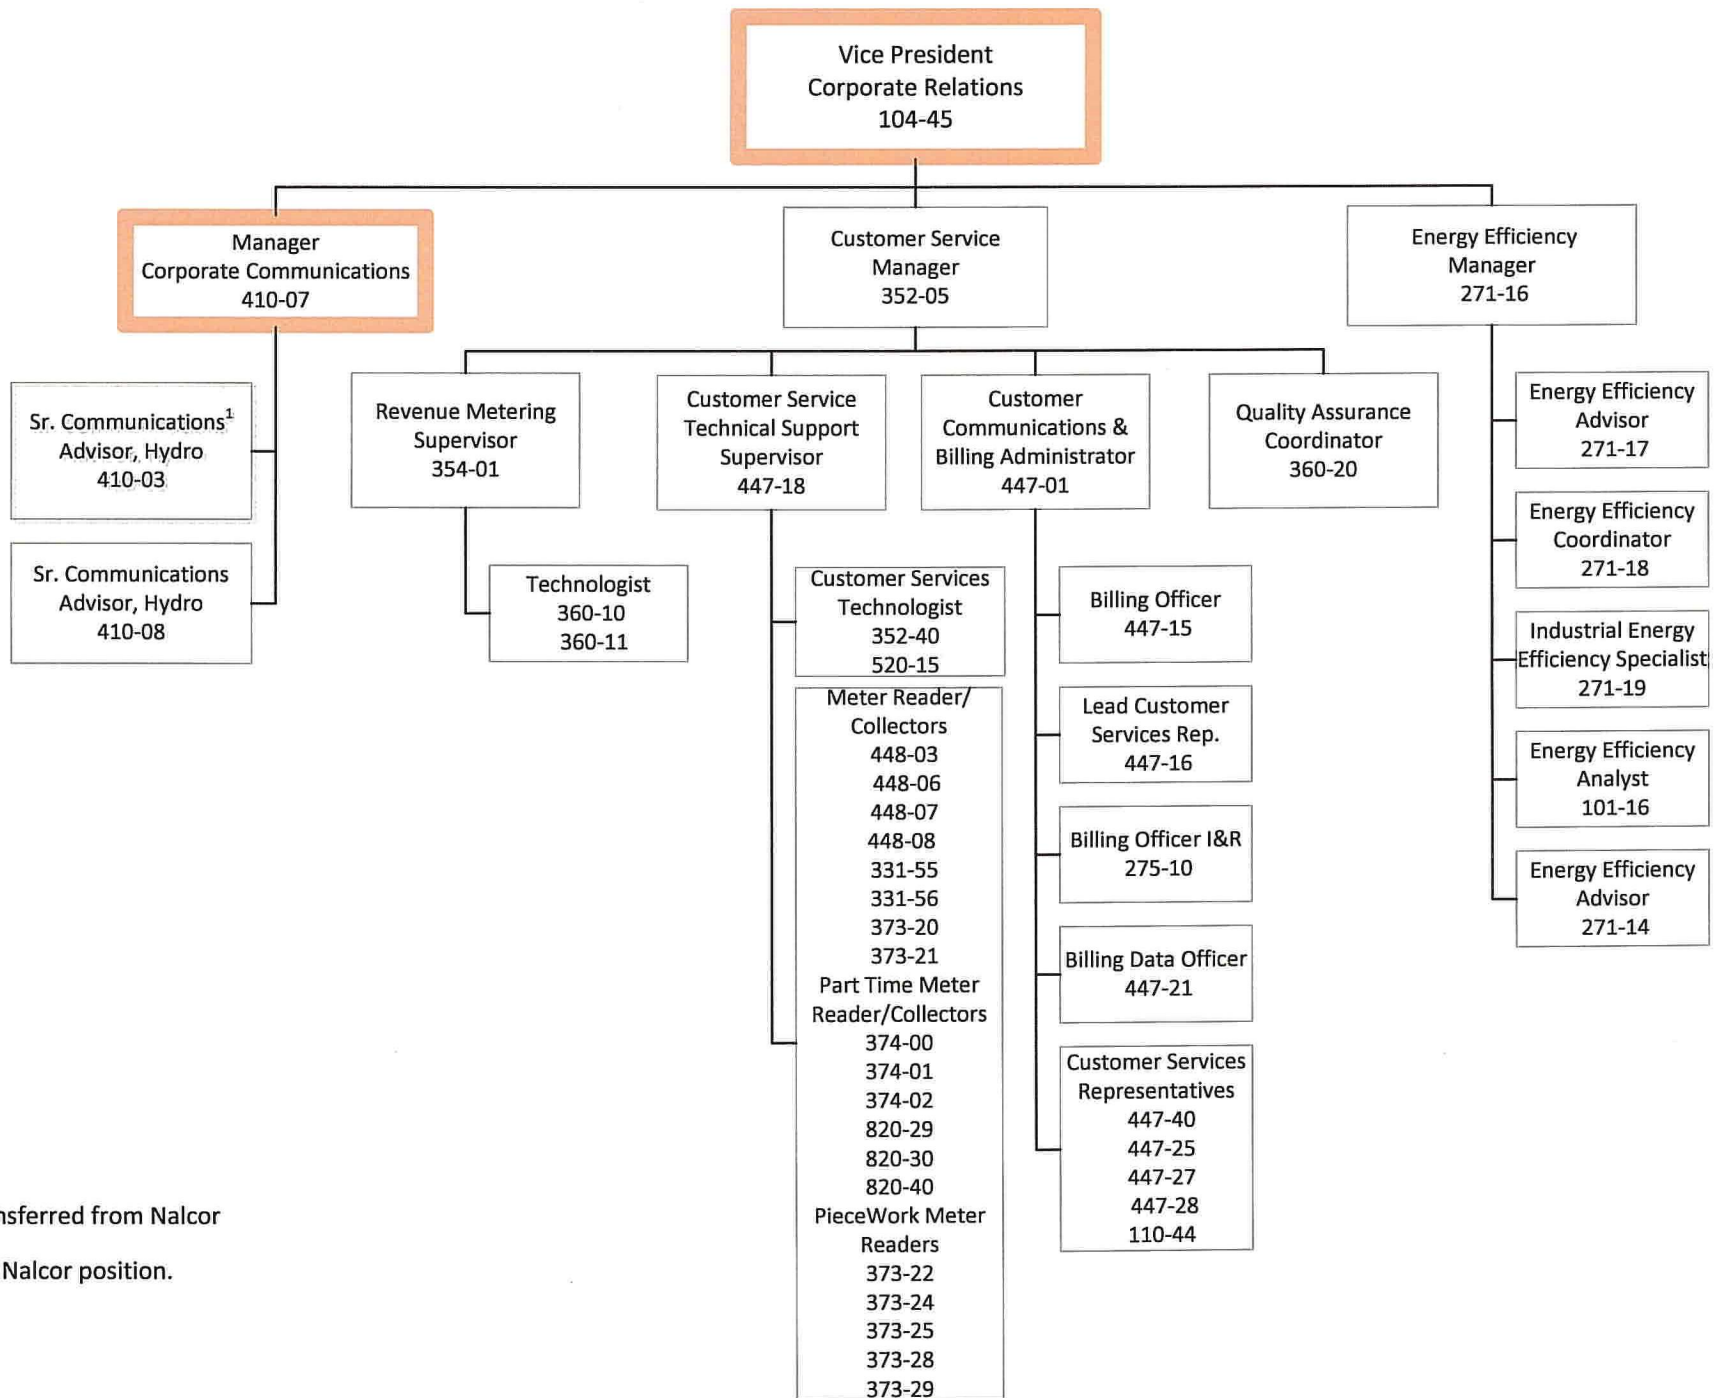 Vice President
Corporate Relations
104-45
Manager
Corporate Communications
410-07
Customer Service
Manager
352-05
Energy Efficiency
Manager
271-16
Sr. Communications¹
Advisor, Hydro
410-03
Sr. Communications
Advisor, Hydro
410-08
Revenue Metering
Supervisor
354-01
Technologist
360-10
360-11
Customer Service
Technical Support
Supervisor
447-18
Customer Services
Technologist
352-40
520-15
Meter Reader/
Collectors
448-03
448-06
448-07
448-08
331-55
331-56
373-20
373-21
Part Time Meter
Reader/Collectors
374-00
374-01
374-02
820-29
820-30
820-40
PieceWork Meter
Readers
373-22
373-24
373-25
373-28
373-29
Customer
Communications &
Billing Administrator
447-01
Billing Officer
447-15
Lead Customer
Services Rep.
447-16
Billing Officer I&R
275-10
Billing Data Officer
447-21
Customer Services
Representatives
447-40
447-25
447-27
447-28
110-44
Quality Assurance
Coordinator
360-20
Energy Efficiency
Advisor
271-17
Energy Efficiency
Coordinator
271-18
Industrial Energy
Efficiency Specialist
271-19
Energy Efficiency
Analyst
101-16
Energy Efficiency
Advisor
271-14
nsferred from Nalcor
Nalcor position.